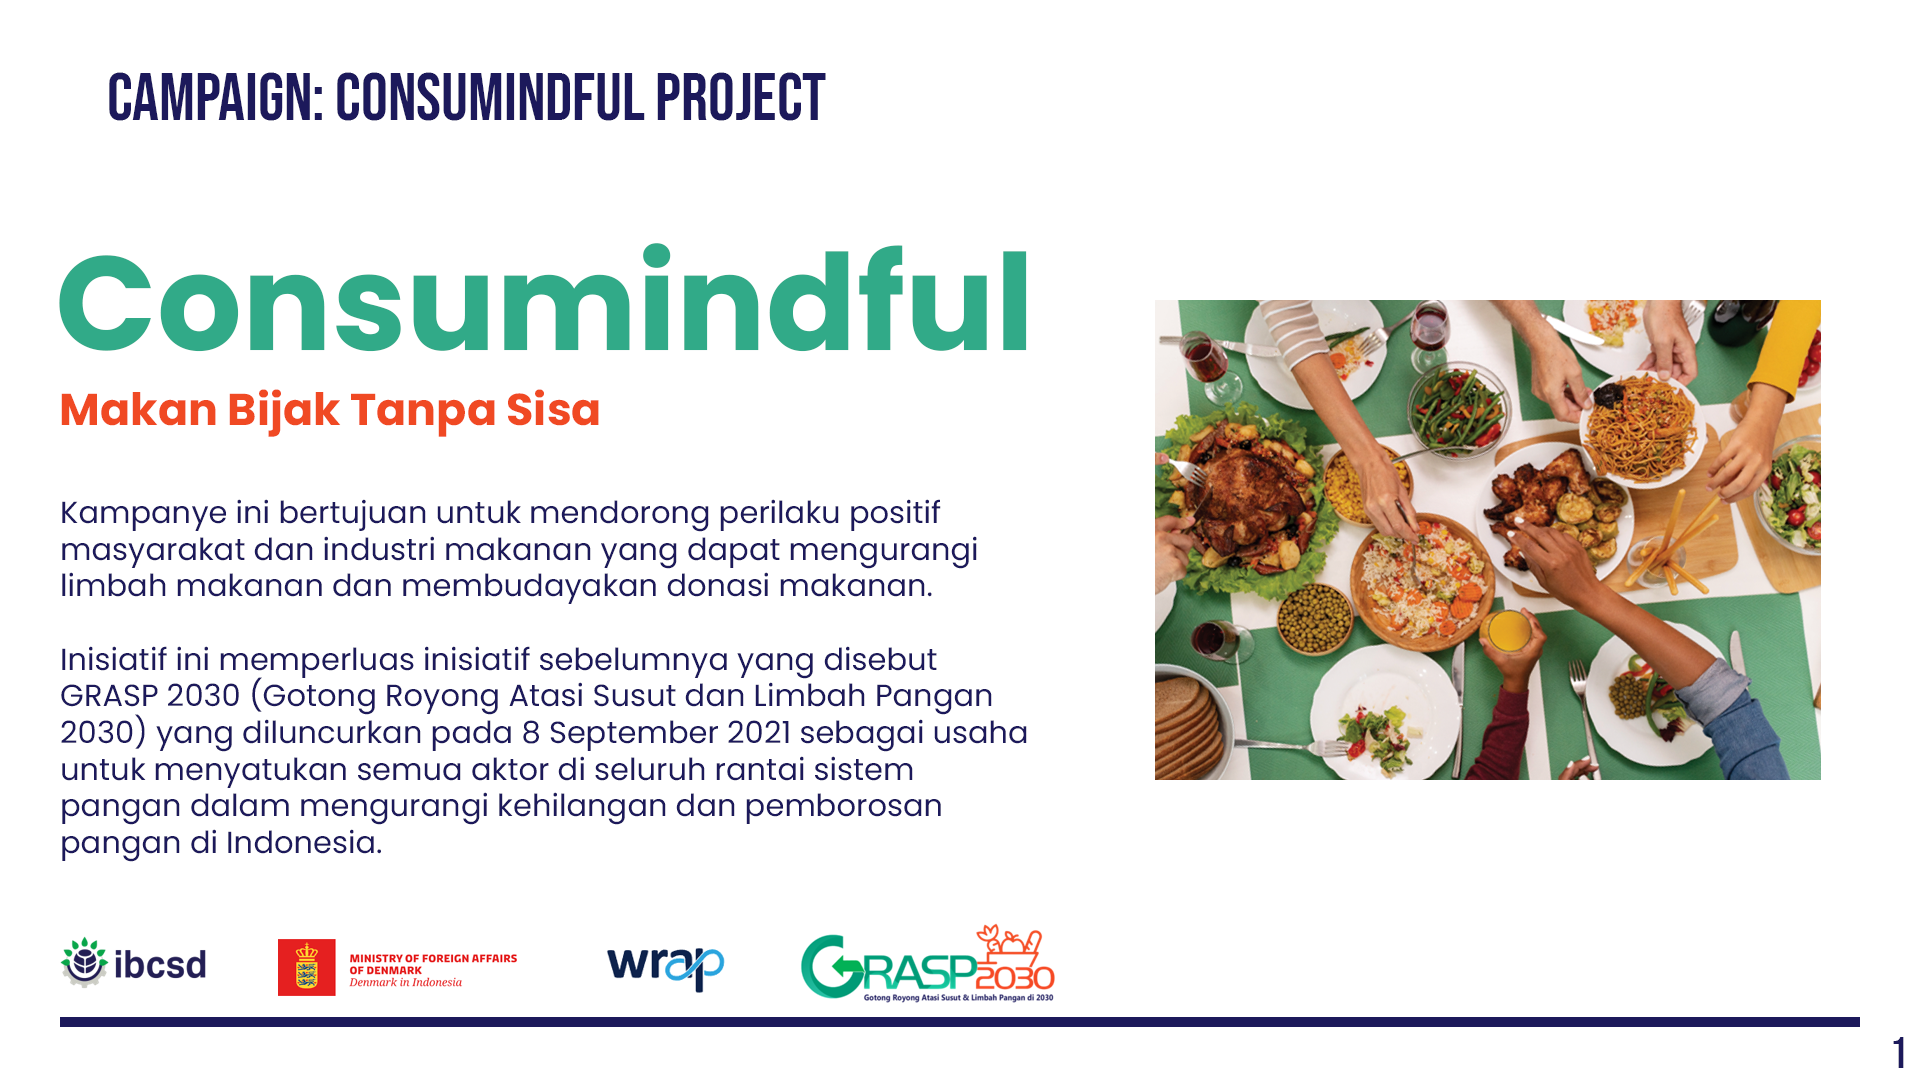 CAMPAIGN: CONSUMINDFUL PROJECT
Consumindful
Makan Bijak Tanpa Sisa
Kampanye ini bertujuan untuk mendorong perilaku positif
masyarakat dan industri makanan yang dapat mengurangi
limbah makanan dan membudayakan donasi makanan.
Inisiatif ini memperluas inisiatif sebelumnya yang disebut
GRASP 2030 (Gotong Royong Atasi Susut dan Limbah Pangan
2030) yang diluncurkan pada 8 September 2021 sebagai usaha
untuk menyatukan semua aktor di seluruh rantai sistem
pangan dalam mengurangi kehilangan dan pemborosan
pangan di Indonesia.
ibcsd
MINISTRY OF FOREIGN AFFAIRS
OF DENMARK
Denmark in Indonesia
wrap
GRASP
2030
Gotong Royong Atasi Susut & Limbah Pangan di 2030
1